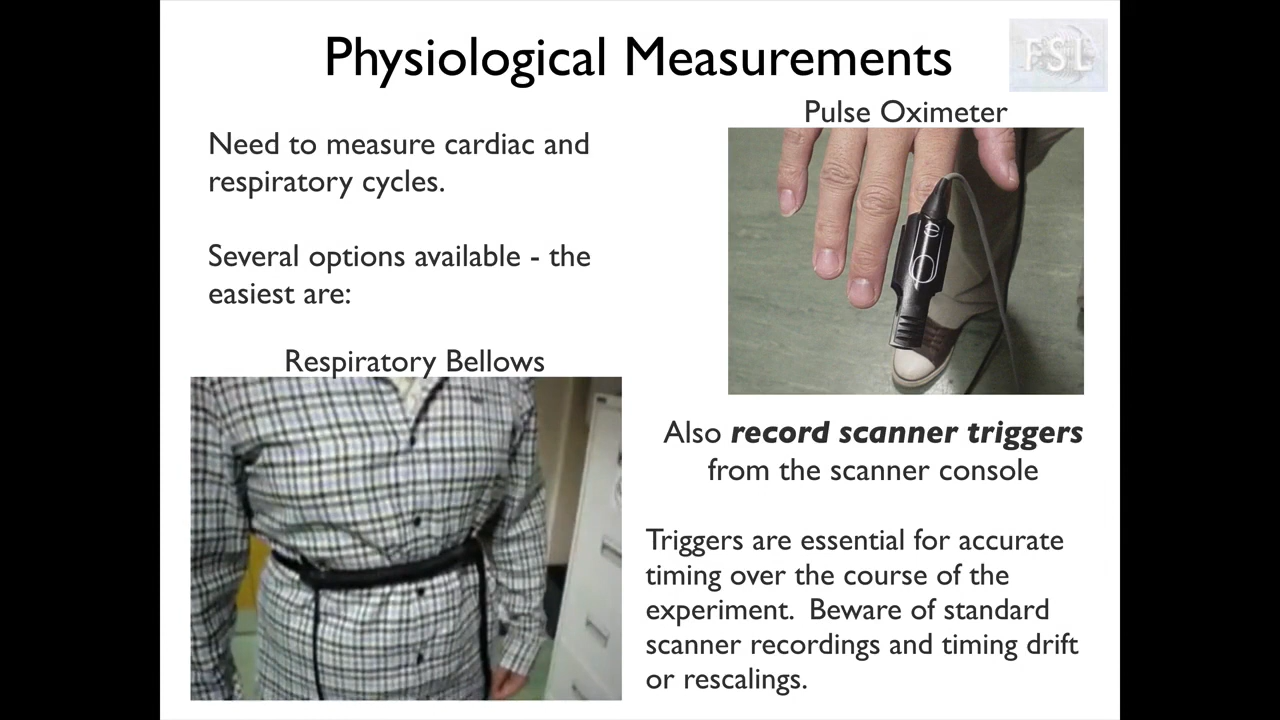 Physiological Measurements
FSL
Need to measure cardiac and
respiratory cycles.
Several options available - the
easiest are:
Respiratory Bellows
Pulse Oximeter
Also record scanner triggers
from the scanner console
Triggers are essential for accurate
timing over the course of the
experiment.  Beware of standard
scanner recordings and timing drift
or rescalings.